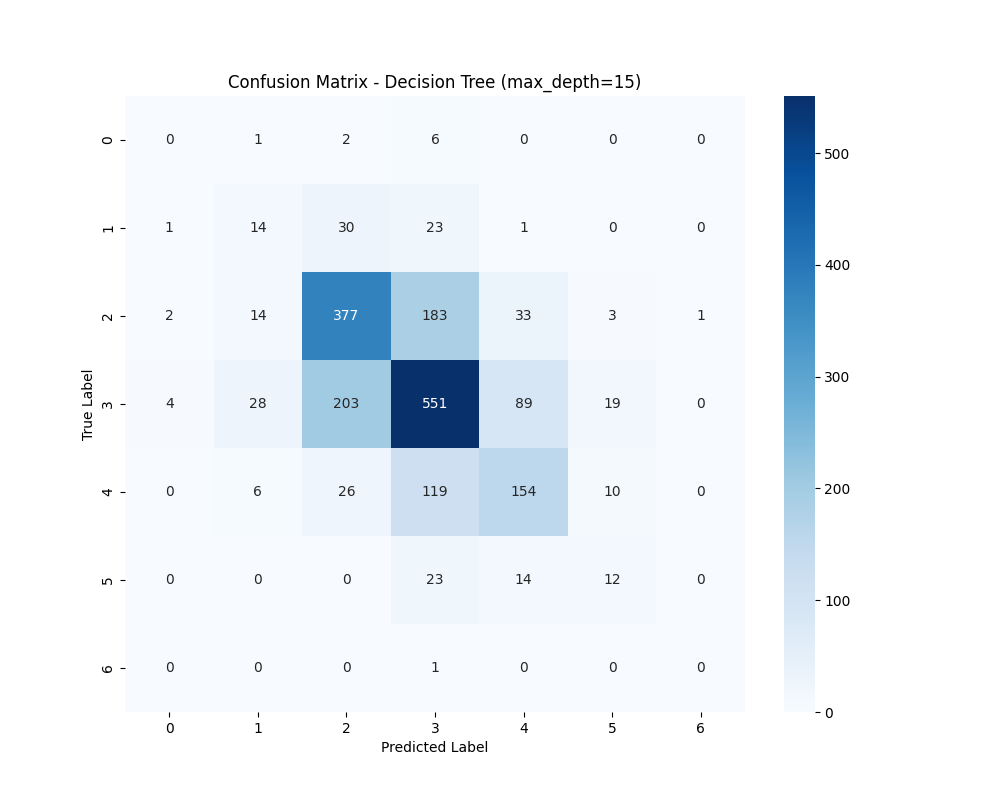 Confusion Matrix - Decision Tree (max_depth=15)
True Label
0 0 1 2 6 0 0 0
1 1 14 30 23 1 0 0
2 2 14 377 183 33 3 1
3 4 28 203 551 89 19 0
4 0 6 26 119 154 10 0
5 0 0 0 23 14 12 0
6 0 0 0 1 0 0 0
0 1 2 3 4 5 6
Predicted Label
500
400
300
200
100
0